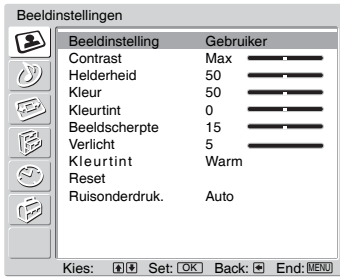 Beeldinstellingen
Beeldinstelling Gebruiker
Contrast Max
Helderheid 50
Kleur 50
Kleurtint 0
Beeldscherpte 15
Verlicht 5
Kleurtint Warm
Reset
Ruisonderdruk. Auto
Kies: Set: OK Back: End: MENU